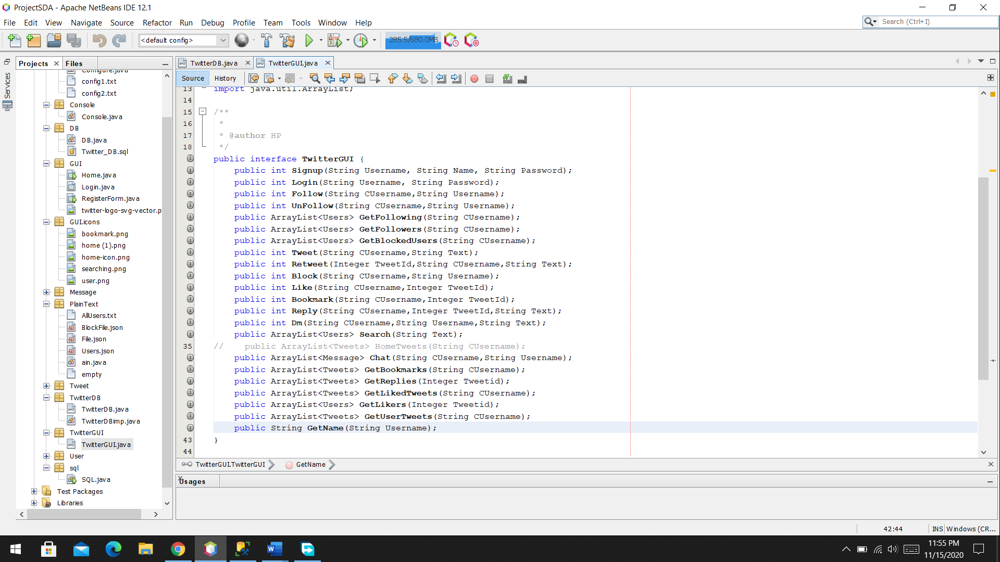 ProjectSDA - Apache NetBeans IDE 12.1
File Edit View Navigate Source Refactor Run Debug Profile Team Tools Window Help
Search (Ctrl+I)
<default config>
285.5/680.0MB
Services
Projects
Files
Configure.java
config1.txt
config2.txt
Console
Console.java
DB
DB.java
Twitter_DB.sql
GUI
Home.java
Login.java
RegisterForm.java
twitter-logo-svg-vector.p
GUI.icons
bookmark.png
home (1).png
home-icon.png
searching.png
user.png
Message
PlainText
AllUsers.txt
BlockFile.json
File.json
Users.json
ain.java
empty
Tweet
TwitterDB
TwitterDB.java
TwitterDBimp.java
TwitterGUI
TwitterGUI.java
User
sql
SQL.java
Test Packages
Libraries
TwitterDB.java
TwitterGUI.java
Source History
13 import java.util.ArrayList;
14
15 /**
16 *
17 * @author HP
18 */
public interface TwitterGUI {
public int Signup(String Username, String Name, String Password);
public int Login(String Username, String Password);
public int Follow(String CUsername,String Username);
public int UnFollow(String CUsername,String Username);
public ArrayList<Users> GetFollowing(String CUsername);
public ArrayList<Users> GetFollowers(String CUsername);
public ArrayList<Users> GetBlockedUsers(String CUsername);
public int Tweet(String CUsername,String Text);
public int Retweet(Integer TweetId,String CUsername,String Text);
public int Block(String CUsername,String Username);
public int Like(String CUsername,Integer TweetId);
public int Bookmark(String CUsername,Integer TweetId);
public int Reply(String CUsername,Integer TweetId,String Text);
public int Dm(String CUsername,String Username,String Text);
public ArrayList<Users> Search(String Text);
35 // public ArrayList<Tweets> HomeTweets(String CUsername);
public ArrayList<Message> Chat(String CUsername,String Username);
public ArrayList<Tweets> GetBookmarks(String CUsername);
public ArrayList<Tweets> GetReplies(Integer Tweetid);
public ArrayList<Tweets> GetLikedTweets(String CUsername);
public ArrayList<Users> GetLikers(Integer Tweetid);
public ArrayList<Tweets> GetUserTweets(String CUsername);
public String GetName(String Username);
43 }
44
TwitterGUI.TwitterGUI
GetName
Usages
42:44
INS
Windows (CR...
11:55 PM
11/15/2020